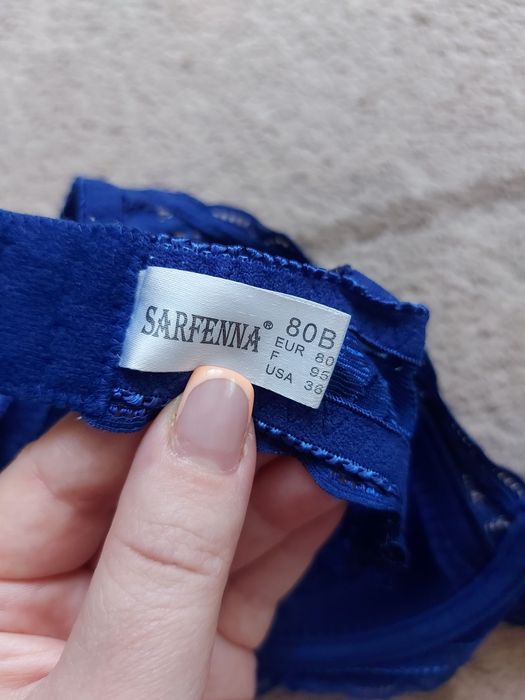 SARFENNA® 80B
EUR 80
F 95
USA 36